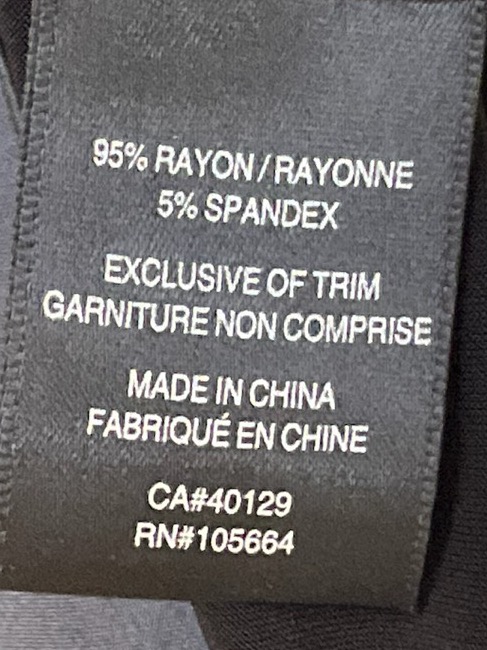 95% RAYON/RAYONNE
5% SPANDEX
EXCLUSIVE OF TRIM
GARNITURE NON COMPRISE
MADE IN CHINA
FABRIQUÉ EN CHINE
CA#40129
RN#105664